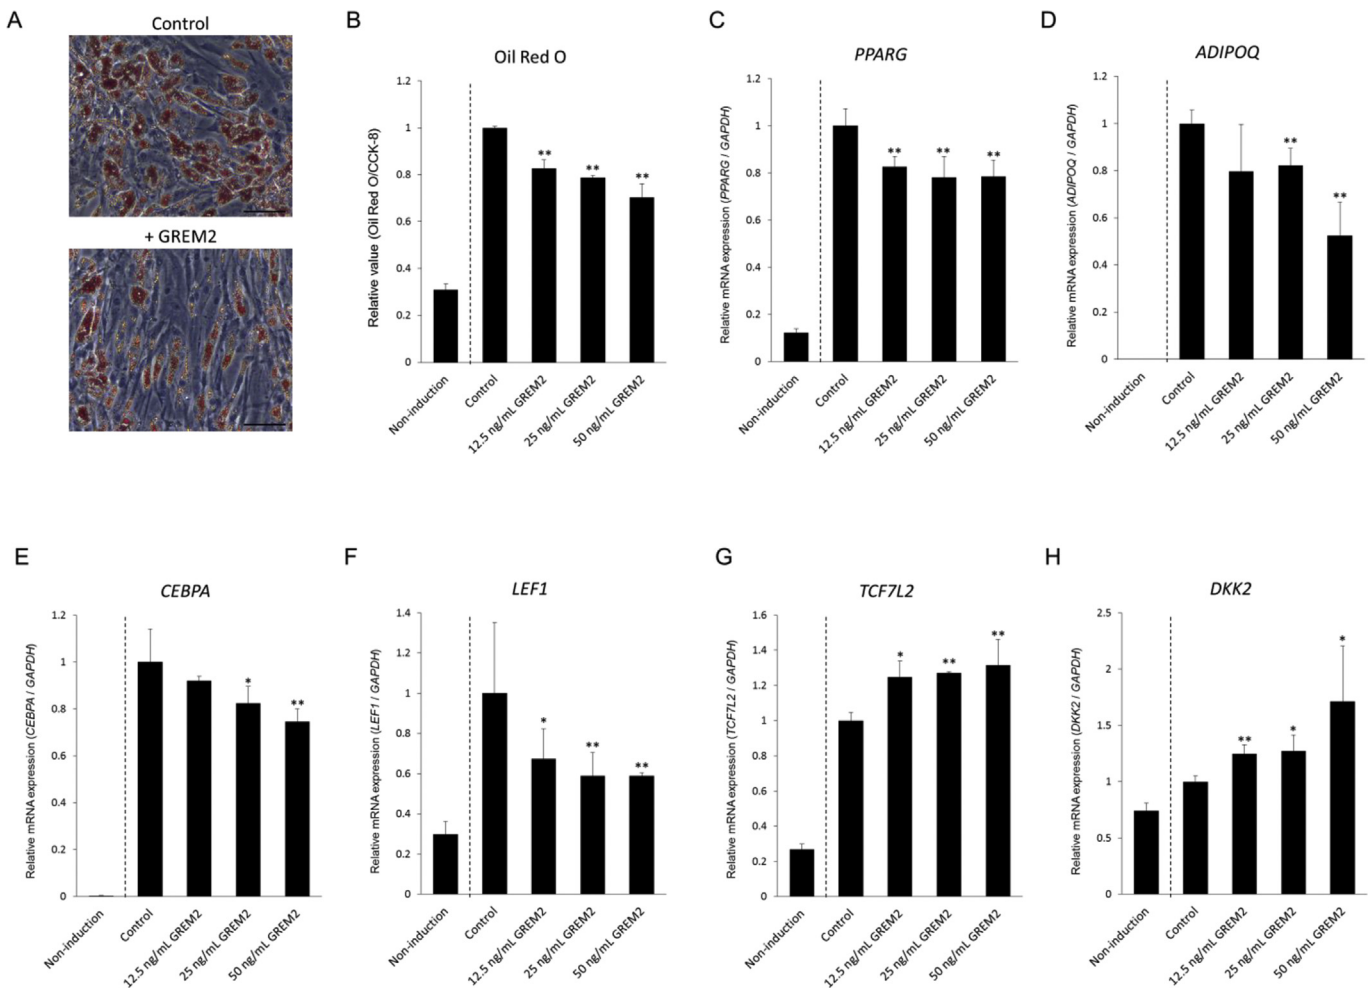 A
Control
+ GREM2
B
Oil Red O
Relative value (Oil Red O/CCK-8)
1.2
1
0.8
0.6
0.4
0.2
0
**
**
**
Non-induction
Control
12.5 ng/mL GREM2
25 ng/mL GREM2
50 ng/mL GREM2
C
PPARG
Relative mRNA expression (PPARG / GAPDH)
1.2
1
0.8
0.6
0.4
0.2
0
**
**
**
Non-induction
Control
12.5 ng/mL GREM2
25 ng/mL GREM2
50 ng/mL GREM2
D
ADIPOQ
Relative mRNA expression (ADIPOQ / GAPDH)
1.2
1
0.8
0.6
0.4
0.2
0
**
**
Non-induction
Control
12.5 ng/mL GREM2
25 ng/mL GREM2
50 ng/mL GREM2
E
CEBPA
Relative mRNA expression (CEBPA / GAPDH)
1.2
1
0.8
0.6
0.4
0.2
0
*
**
Non-induction
Control
12.5 ng/mL GREM2
25 ng/mL GREM2
50 ng/mL GREM2
F
LEF1
Relative mRNA expression (LEF1 / GAPDH)
1.4
1.2
1
0.8
0.6
0.4
0.2
0
*
**
**
Non-induction
Control
12.5 ng/mL GREM2
25 ng/mL GREM2
50 ng/mL GREM2
G
TCF7L2
Relative mRNA expression (TCF7L2 / GAPDH)
1.6
1.4
1.2
1
0.8
0.6
0.4
0.2
0
*
**
**
Non-induction
Control
12.5 ng/mL GREM2
25 ng/mL GREM2
50 ng/mL GREM2
H
DKK2
Relative mRNA expression (DKK2 / GAPDH)
2.5
2
1.5
1
0.5
0
**
*
*
Non-induction
Control
12.5 ng/mL GREM2
25 ng/mL GREM2
50 ng/mL GREM2